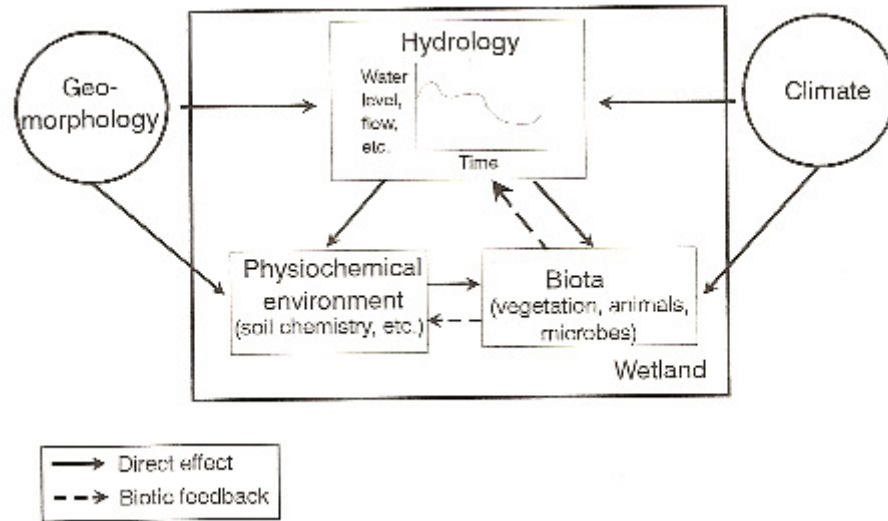 Hydrology
Water
level,
flow,
etc.
Time
Geo-
morphology
Climate
Physiochemical
environment
(soil chemistry, etc.)
Biota
(vegetation, animals,
microbes)
Wetland
Direct effect
Biotic feedback